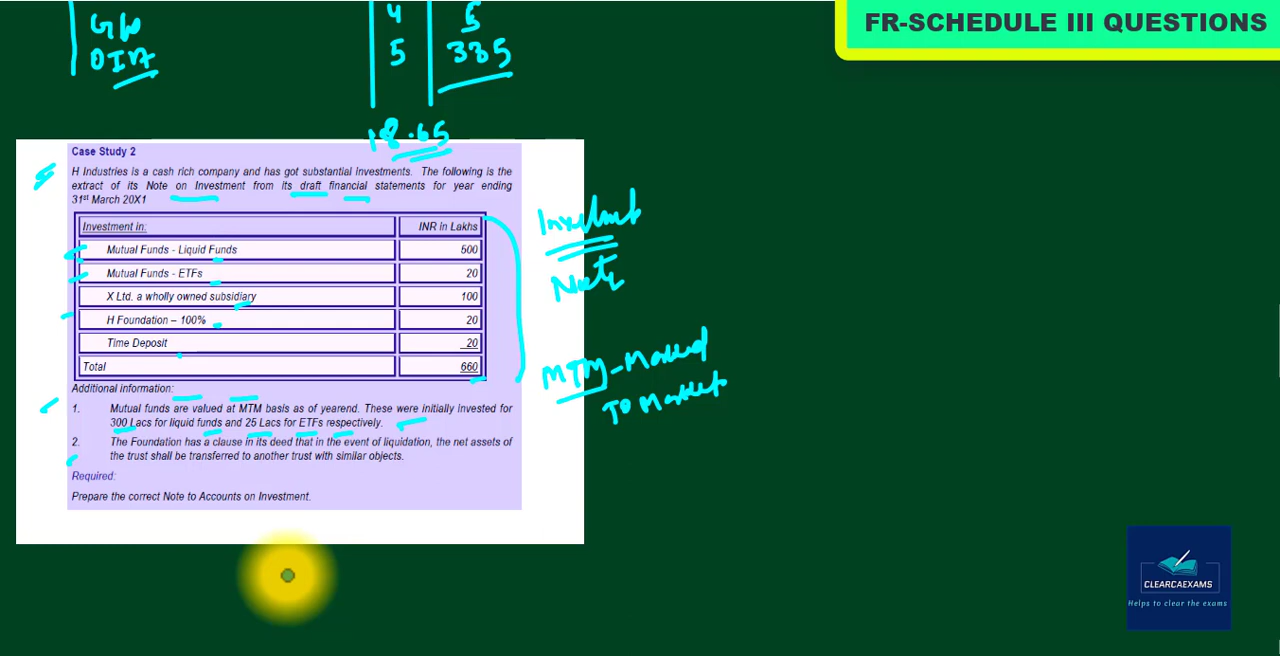 FR-SCHEDULE III QUESTIONS
GW
4
5
5
335
18.65
Case Study 2
H Industries is a cash rich company and has got substantial Investments. The following is the
extract of its Note on Investment from its draft financial statements for year ending
31st March 20X1
Investment in: INR in Lakhs
Mutual Funds - Liquid Funds 500
Mutual Funds - ETFs 20
X Ltd. a wholly owned subsidiary 100
H Foundation – 100% 20
Time Deposit 20
Total 660
Investment
Note
MTM - Marked
TO Market
Additional information:
1. Mutual funds are valued at MTM basis as of yearend. These were initially invested for
300 Lacs for liquid funds and 25 Lacs for ETFs respectively.
2. The Foundation has a clause in its deed that in the event of liquidation, the net assets of
the trust shall be transferred to another trust with similar objects.
Required:
Prepare the correct Note to Accounts on Investment.
CLEARCAEXAMS
Helps to clear the exams